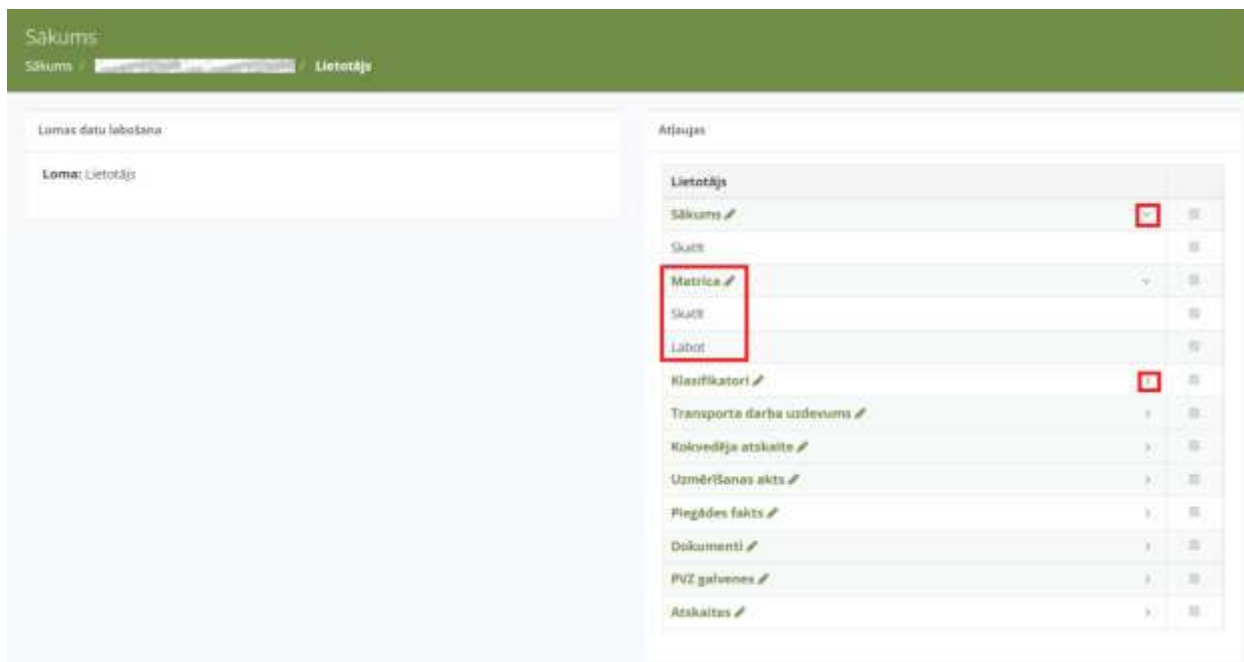 Sākums
Sākums / / Lietotājs
Lomas datu labošana
Loma: Lietotājs
Atļaujas
Lietotājs
Sākums
Skatīt
Matrica
Skatīt
Labot
Klasifikatori
Transporta darba uzdevums
Kokvedēja atskaite
Uzmērīšanas akts
Piegādes fakts
Dokumenti
PVZ galvenes
Atskaites